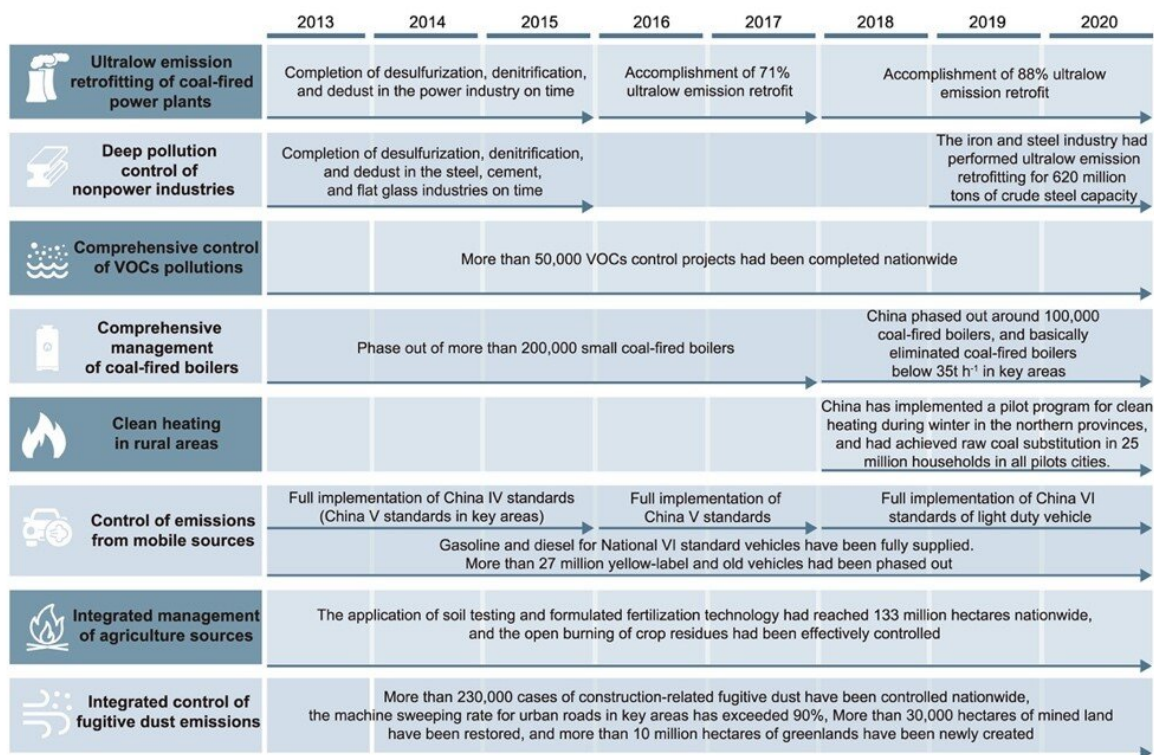 2013 2014 2015 2016 2017 2018 2019 2020
Ultralow emission
retrofitting of coal-fired
power plants
Completion of desulfurization, denitrification,
and dedust in the power industry on time
Accomplishment of 71%
ultralow emission retrofit
Accomplishment of 88% ultralow
emission retrofit
Deep pollution
control of
nonpower industries
Completion of desulfurization, denitrification,
and dedust in the steel, cement,
and flat glass industries on time
The iron and steel industry had
performed ultralow emission
retrofitting for 620 million
tons of crude steel capacity
Comprehensive control
of VOCs pollutions
More than 50,000 VOCs control projects had been completed nationwide
Comprehensive
management
of coal-fired boilers
Phase out of more than 200,000 small coal-fired boilers
China phased out around 100,000
coal-fired boilers, and basically
eliminated coal-fired boilers
below 35t h⁻¹ in key areas
Clean heating
in rural areas
China has implemented a pilot program for clean
heating during winter in the northern provinces,
and had achieved raw coal substitution in 25
million households in all pilots cities.
Control of emissions
from mobile sources
Full implementation of China IV standards
(China V standards in key areas)
Full implementation of
China V standards
Full implementation of China VI
standards of light duty vehicle
Gasoline and diesel for National VI standard vehicles have been fully supplied.
More than 27 million yellow-label and old vehicles had been phased out
Integrated management
of agriculture sources
The application of soil testing and formulated fertilization technology had reached 133 million hectares nationwide,
and the open burning of crop residues had been effectively controlled
Integrated control of
fugitive dust emissions
More than 230,000 cases of construction-related fugitive dust have been controlled nationwide,
the machine sweeping rate for urban roads in key areas has exceeded 90%, More than 30,000 hectares of mined land
have been restored, and more than 10 million hectares of greenlands have been newly created